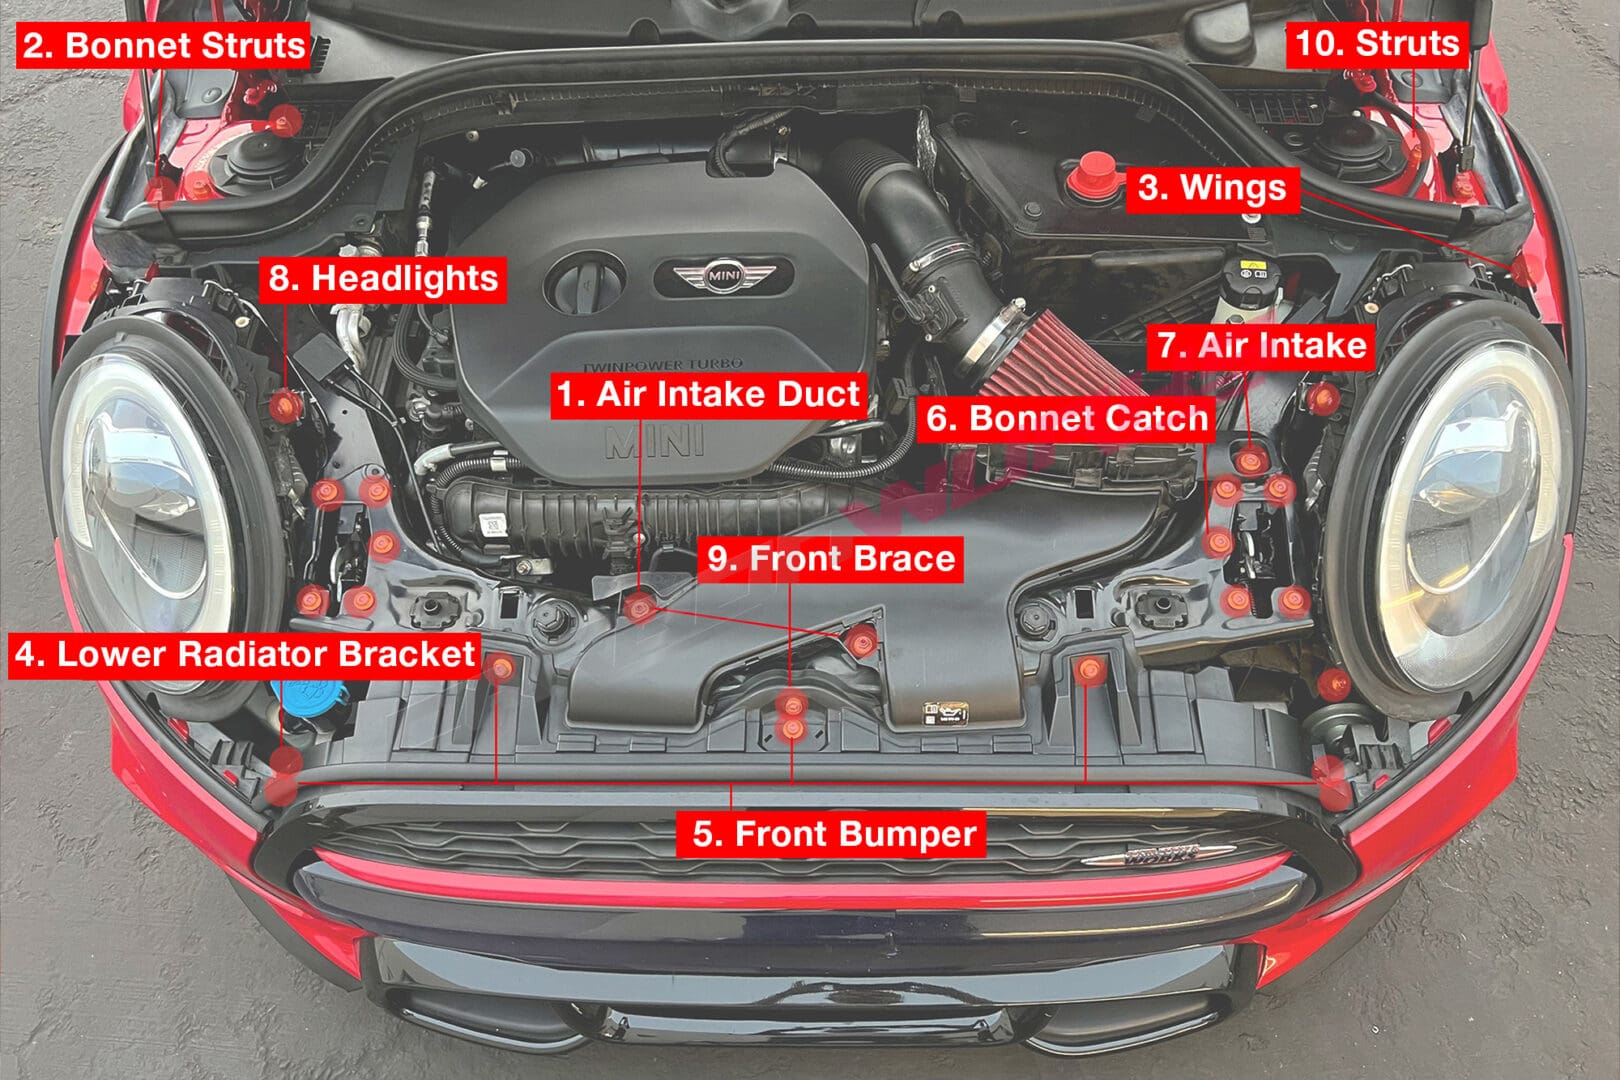 2. Bonnet Struts
10. Struts
3. Wings
8. Headlights
MINI
7. Air Intake
TWINPOWER TURBO
1. Air Intake Duct
6. Bonnet Catch
MINI
9. Front Brace
4. Lower Radiator Bracket
5. Front Bumper
WORKS